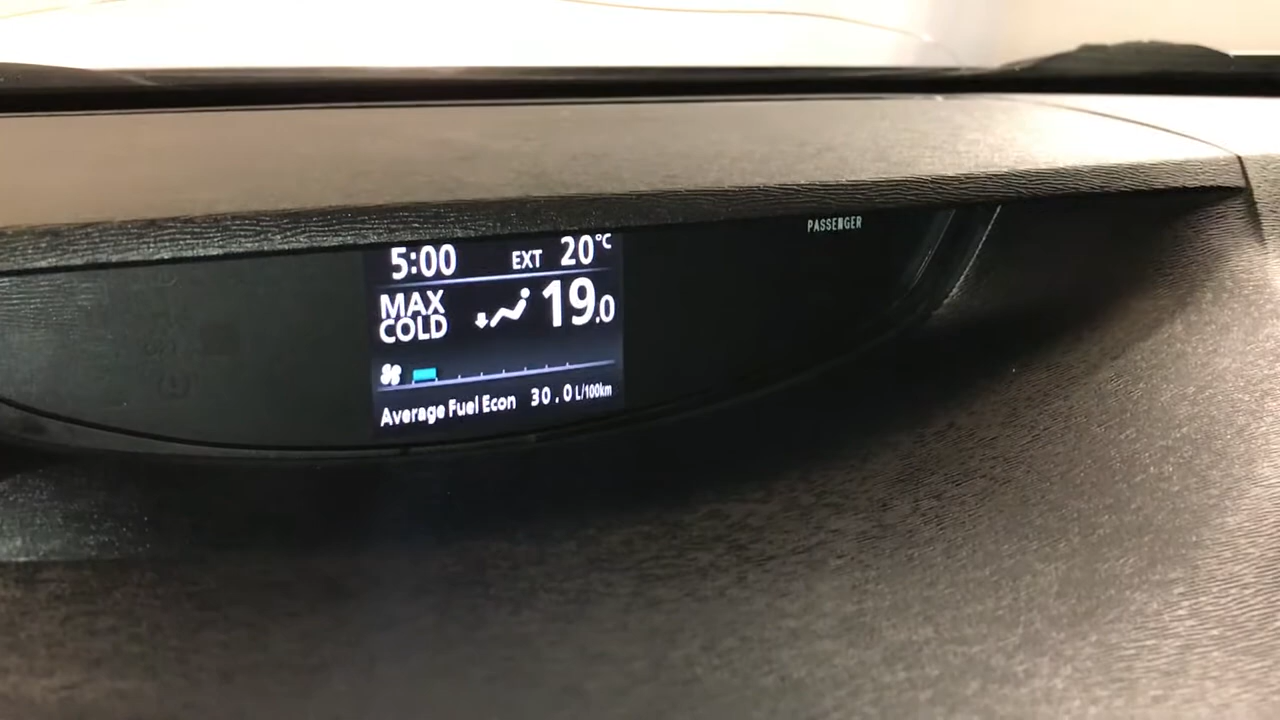 5:00 EXT 20°C
MAX COLD 19.0
Average Fuel Econ 30.0 L/100km
PASSENGER